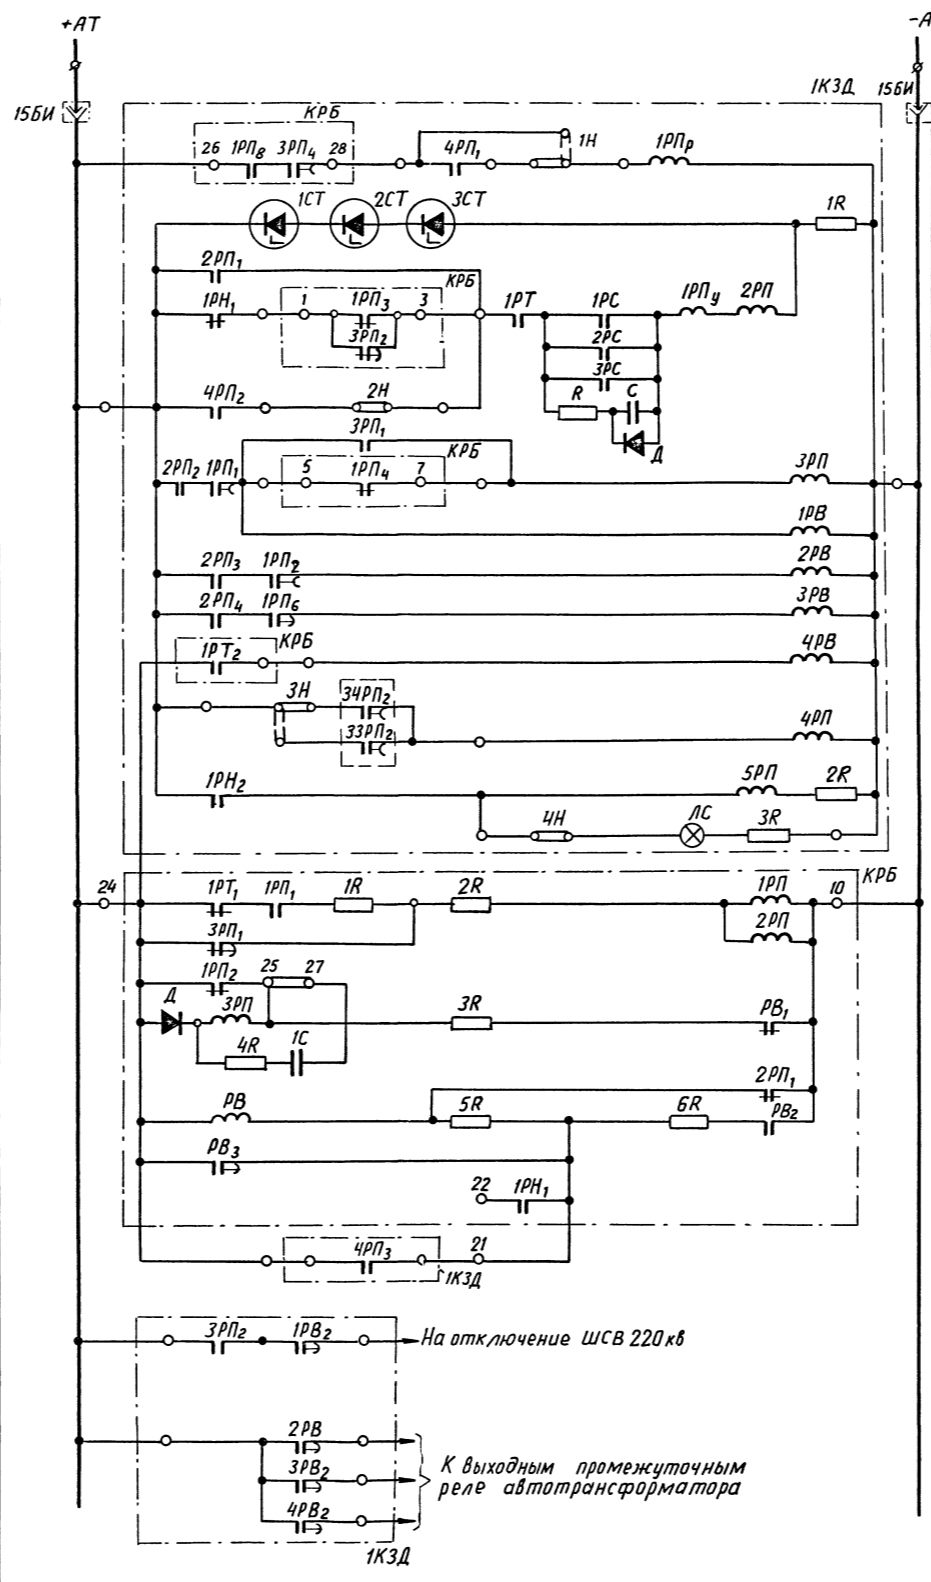 +АТ
-А
15БИ
1КЗД
15БИ
КРБ
26 1РП8 3РП4 28 4РП1 1Н 1РПр
1СТ 2СТ 3СТ 1R
2РП1
КРБ
1РН1 1 1РП3 3 1РТ 1РС 1РПу 2РП
3РП2
2РС
3РС
4РП2 2Н R С
Д
3РП1
КРБ
2РП2 1РП1 5 1РП4 7 3РП
1РВ
2РП3 1РП2 2РВ
2РП4 1РП6 3РВ
КРБ
1РТ2 4РВ
3Н 34РП2
33РП2 4РП
1РН2 5РП 2R
4Н ЛС 3R
КРБ
24 1РТ1 1РП1 1R 2R 1РП 10
3РП1 2РП
1РП2 25 27
Д 3РП 3R РВ1
4R 1С
2РП1
РВ 5R 6R РВ2
РВ3
22 1РН1
4РП3 21
1КЗД
3РП2 1РВ2 На отключение ШСВ 220кв
2РВ
3РВ2 К выходным промежуточным
реле автотрансформатора
4РВ2
1КЗД